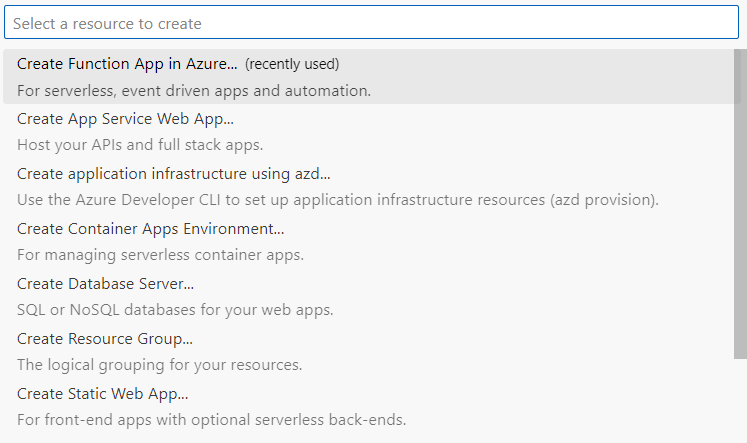 Select a resource to create
Create Function App in Azure... (recently used)
For serverless, event driven apps and automation.
Create App Service Web App...
Host your APIs and full stack apps.
Create application infrastructure using azd...
Use the Azure Developer CLI to set up application infrastructure resources (azd provision).
Create Container Apps Environment...
For managing serverless container apps.
Create Database Server...
SQL or NoSQL databases for your web apps.
Create Resource Group...
The logical grouping for your resources.
Create Static Web App...
For front-end apps with optional serverless back-ends.